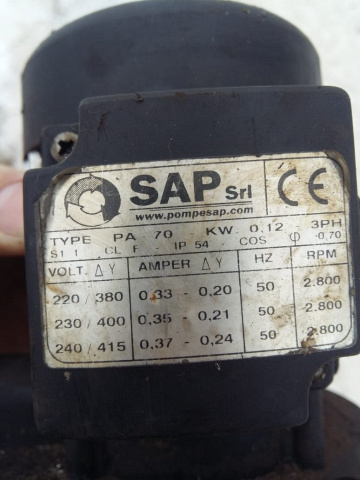 SAP Srl
www.pompesap.com
CE
TYPE PA 70 KW. 0,12 3PH
S1 CL F - IP 54 - COS φ -0,70
VOLT. Δ Y AMPER Δ Y HZ RPM
220 / 380 0,33 - 0,20 50 2.800
230 / 400 0,35 - 0,21 50 2.800
240 / 415 0,37 - 0,24 50 2.800